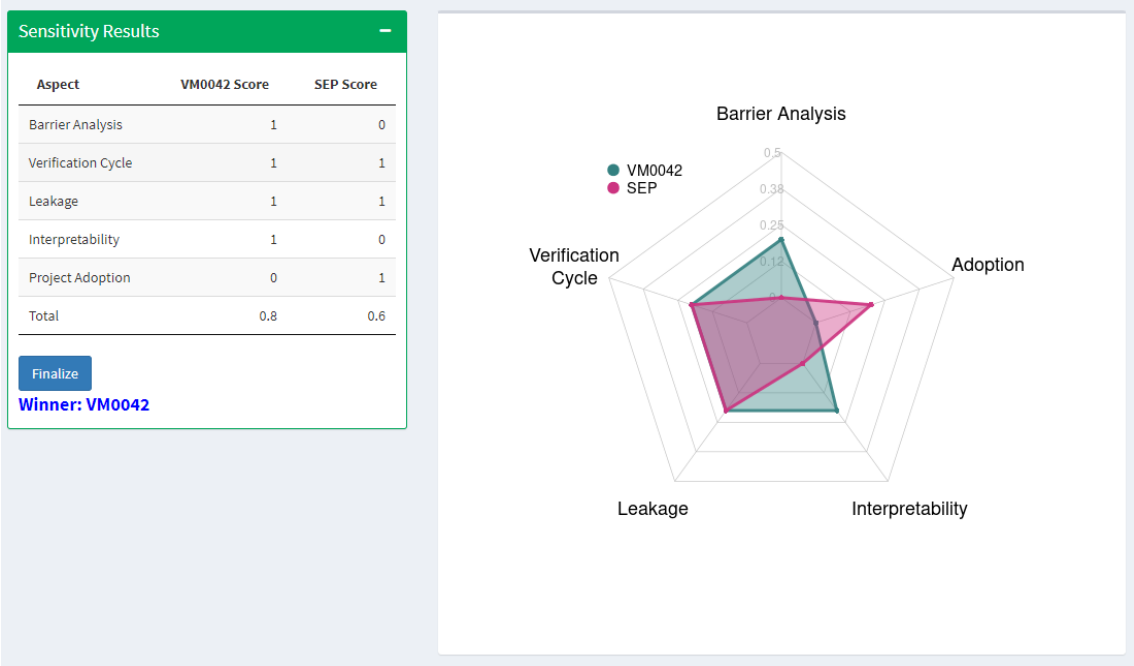 Sensitivity Results −
Aspect VM0042 Score SEP Score
Barrier Analysis 1 0
Verification Cycle 1 1
Leakage 1 1
Interpretability 1 0
Project Adoption 0 1
Total 0.8 0.6
Finalize
Winner: VM0042
Barrier Analysis
VM0042
SEP
0.5
0.38
0.25
0.12
0
Verification
Cycle
Adoption
Leakage
Interpretability